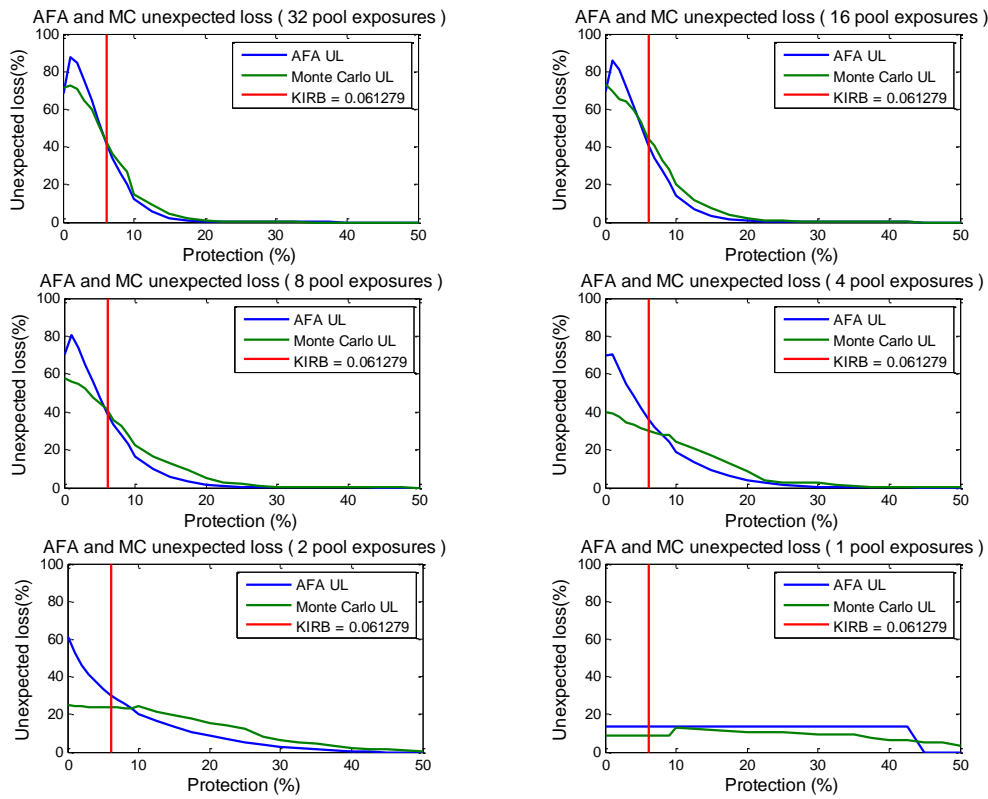 AFA and MC unexpected loss ( 32 pool exposures )
Unexpected loss(%)
100
80
60
40
20
0
AFA UL
Monte Carlo UL
KIRB = 0.061279
0 10 20 30 40 50
Protection (%)
AFA and MC unexpected loss ( 16 pool exposures )
Unexpected loss(%)
100
80
60
40
20
0
AFA UL
Monte Carlo UL
KIRB = 0.061279
0 10 20 30 40 50
Protection (%)
AFA and MC unexpected loss ( 8 pool exposures )
Unexpected loss(%)
100
80
60
40
20
0
AFA UL
Monte Carlo UL
KIRB = 0.061279
0 10 20 30 40 50
Protection (%)
AFA and MC unexpected loss ( 4 pool exposures )
Unexpected loss(%)
100
80
60
40
20
0
AFA UL
Monte Carlo UL
KIRB = 0.061279
0 10 20 30 40 50
Protection (%)
AFA and MC unexpected loss ( 2 pool exposures )
Unexpected loss(%)
100
80
60
40
20
0
AFA UL
Monte Carlo UL
KIRB = 0.061279
0 10 20 30 40 50
Protection (%)
AFA and MC unexpected loss ( 1 pool exposures )
Unexpected loss(%)
100
80
60
40
20
0
AFA UL
Monte Carlo UL
KIRB = 0.061279
0 10 20 30 40 50
Protection (%)